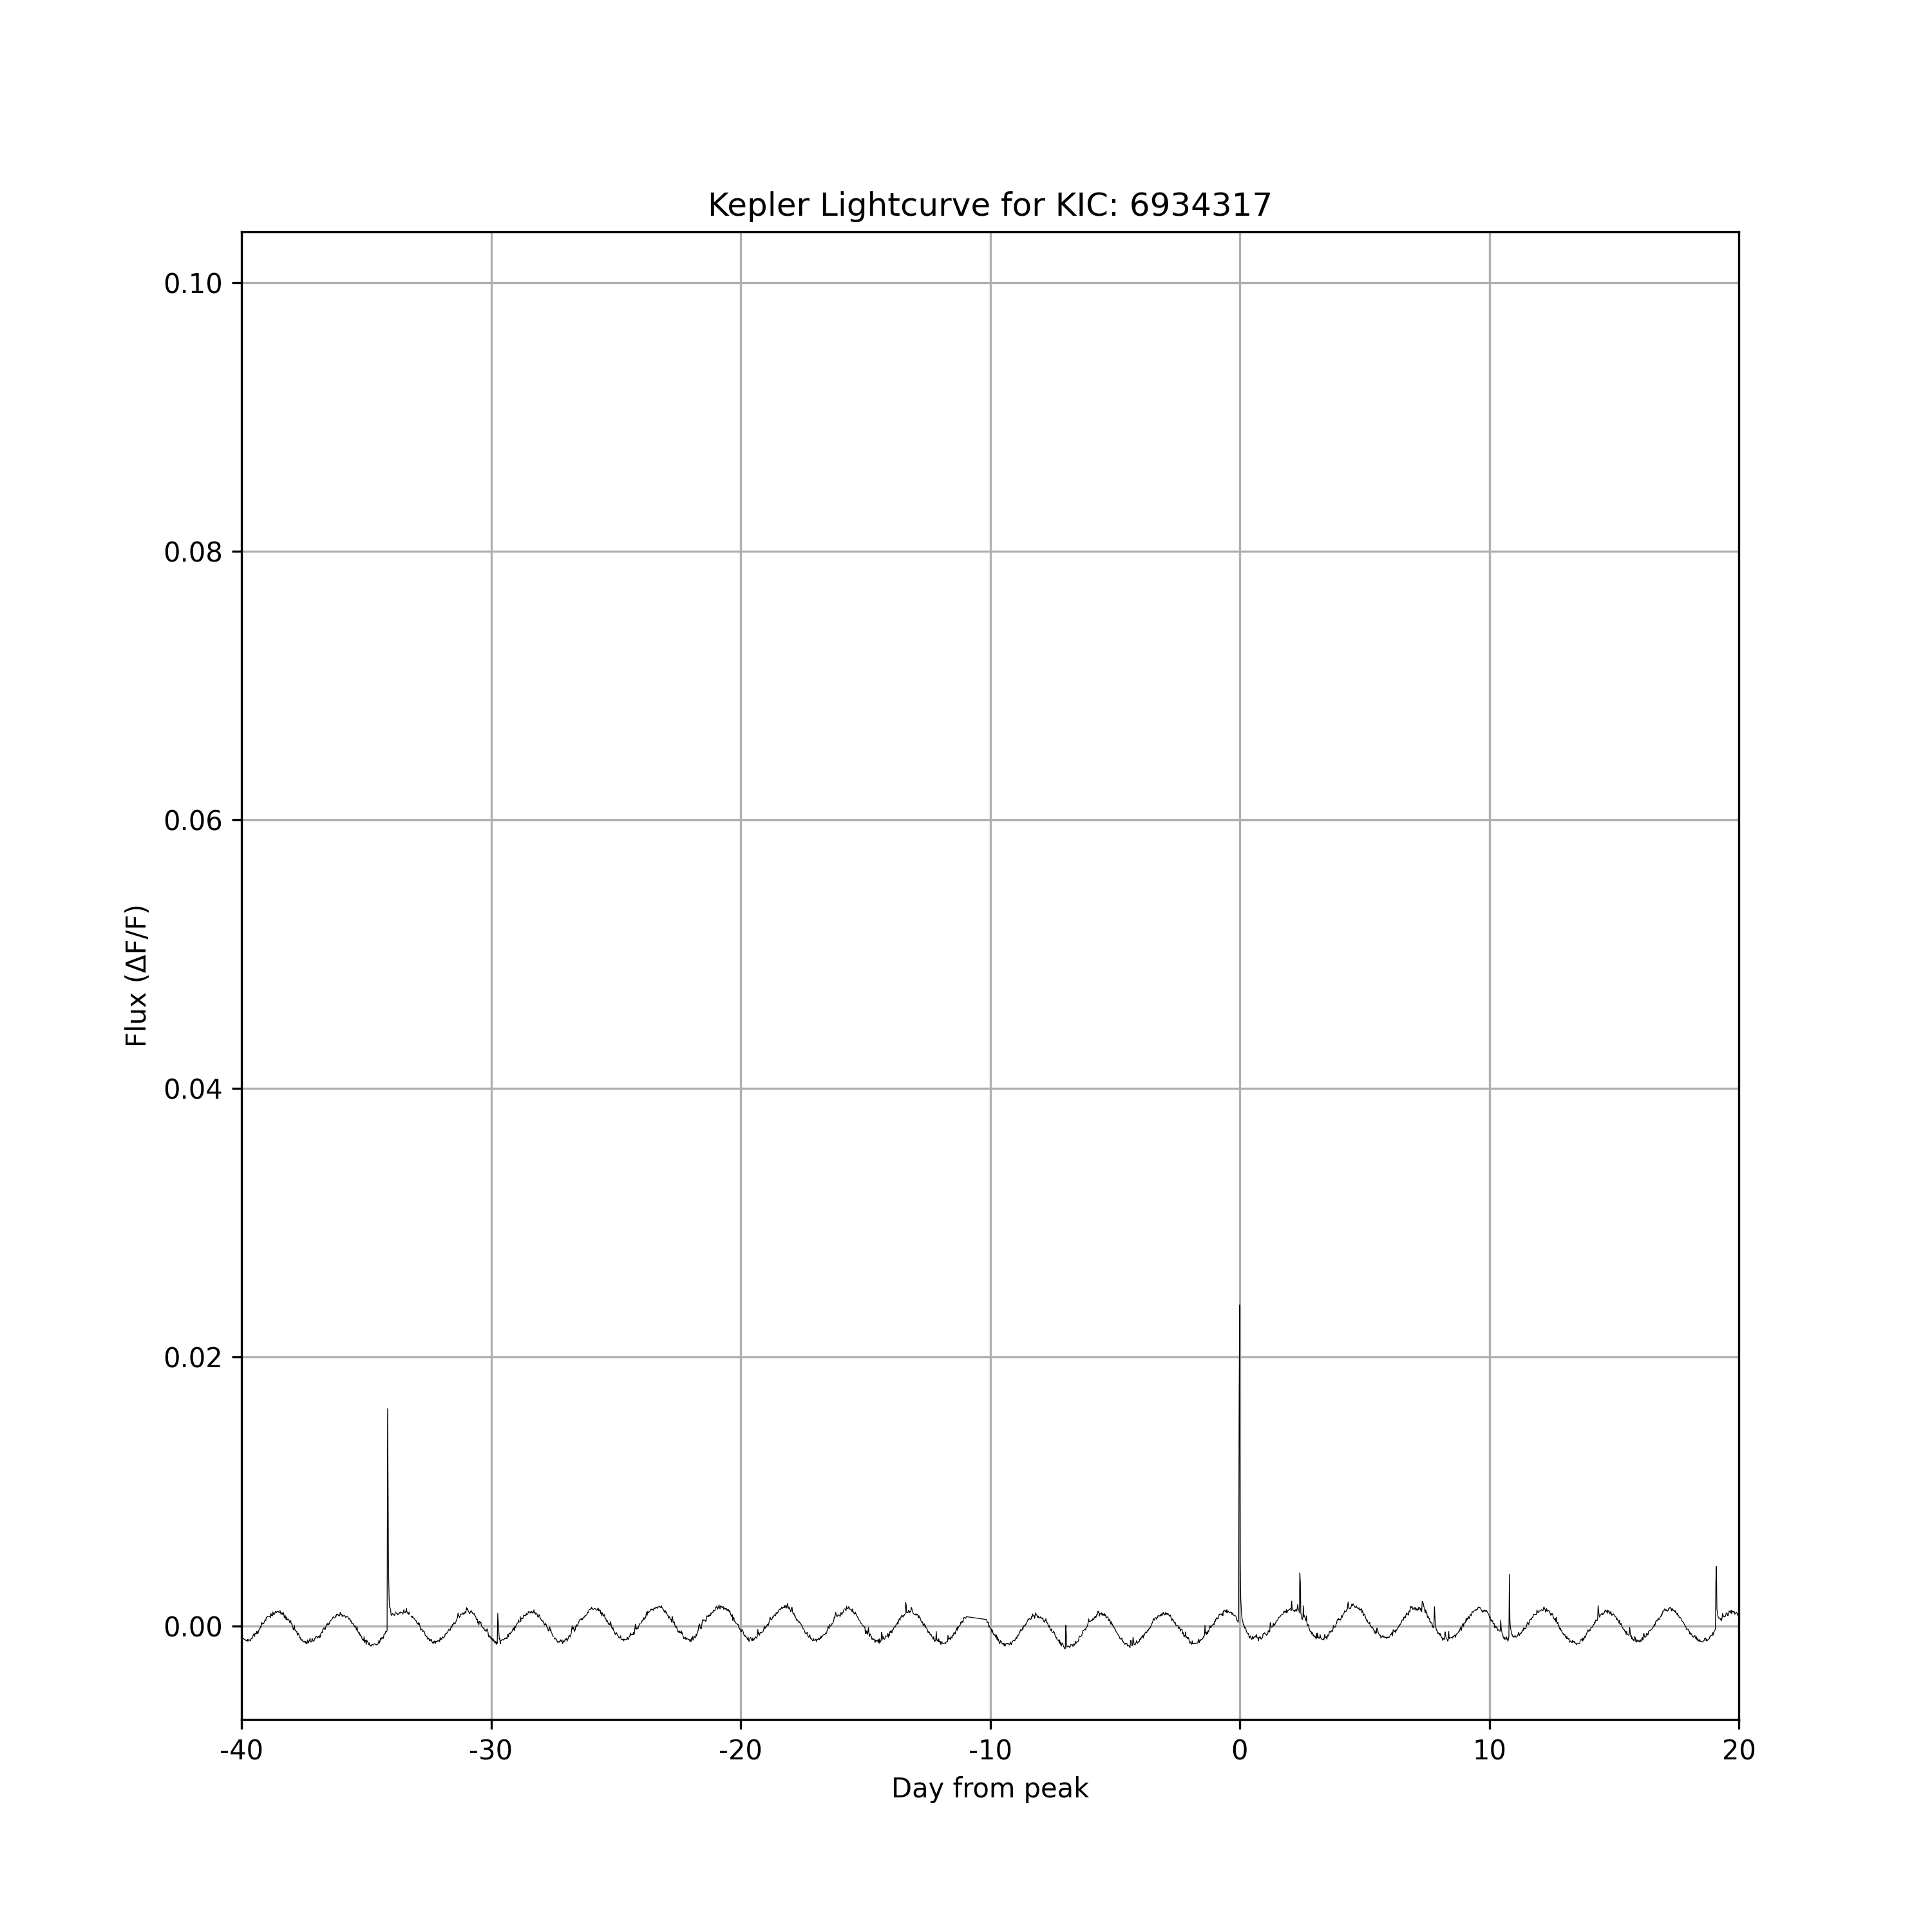 Kepler Lightcurve for KIC: 6934317
0.10
0.08
0.06
0.04
0.02
0.00
Flux (ΔF/F)
-40 -30 -20 -10 0 10 20
Day from peak